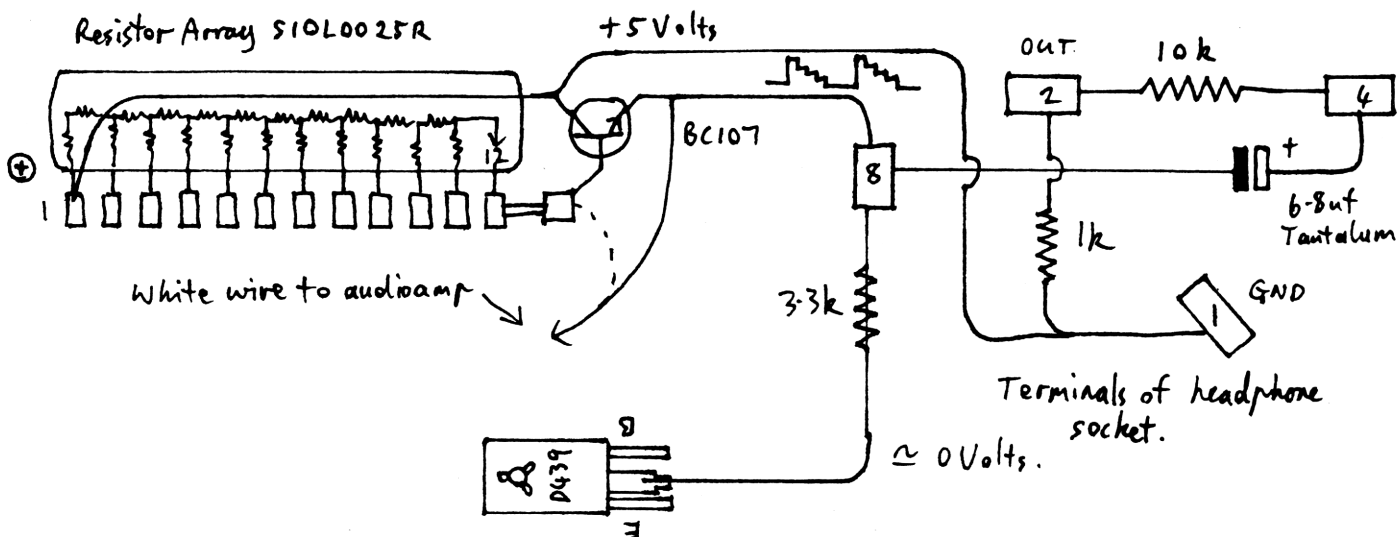 Resistor Array S10L0025R
+5 Volts
OUT.
10k
2
4
BC107
8
+
+
6-8uf
Tantalum
1
1k
3.3k
White wire to audioamp
GND
1
Terminals of headphone
socket.
≃ 0 Volts.
B
D439
E